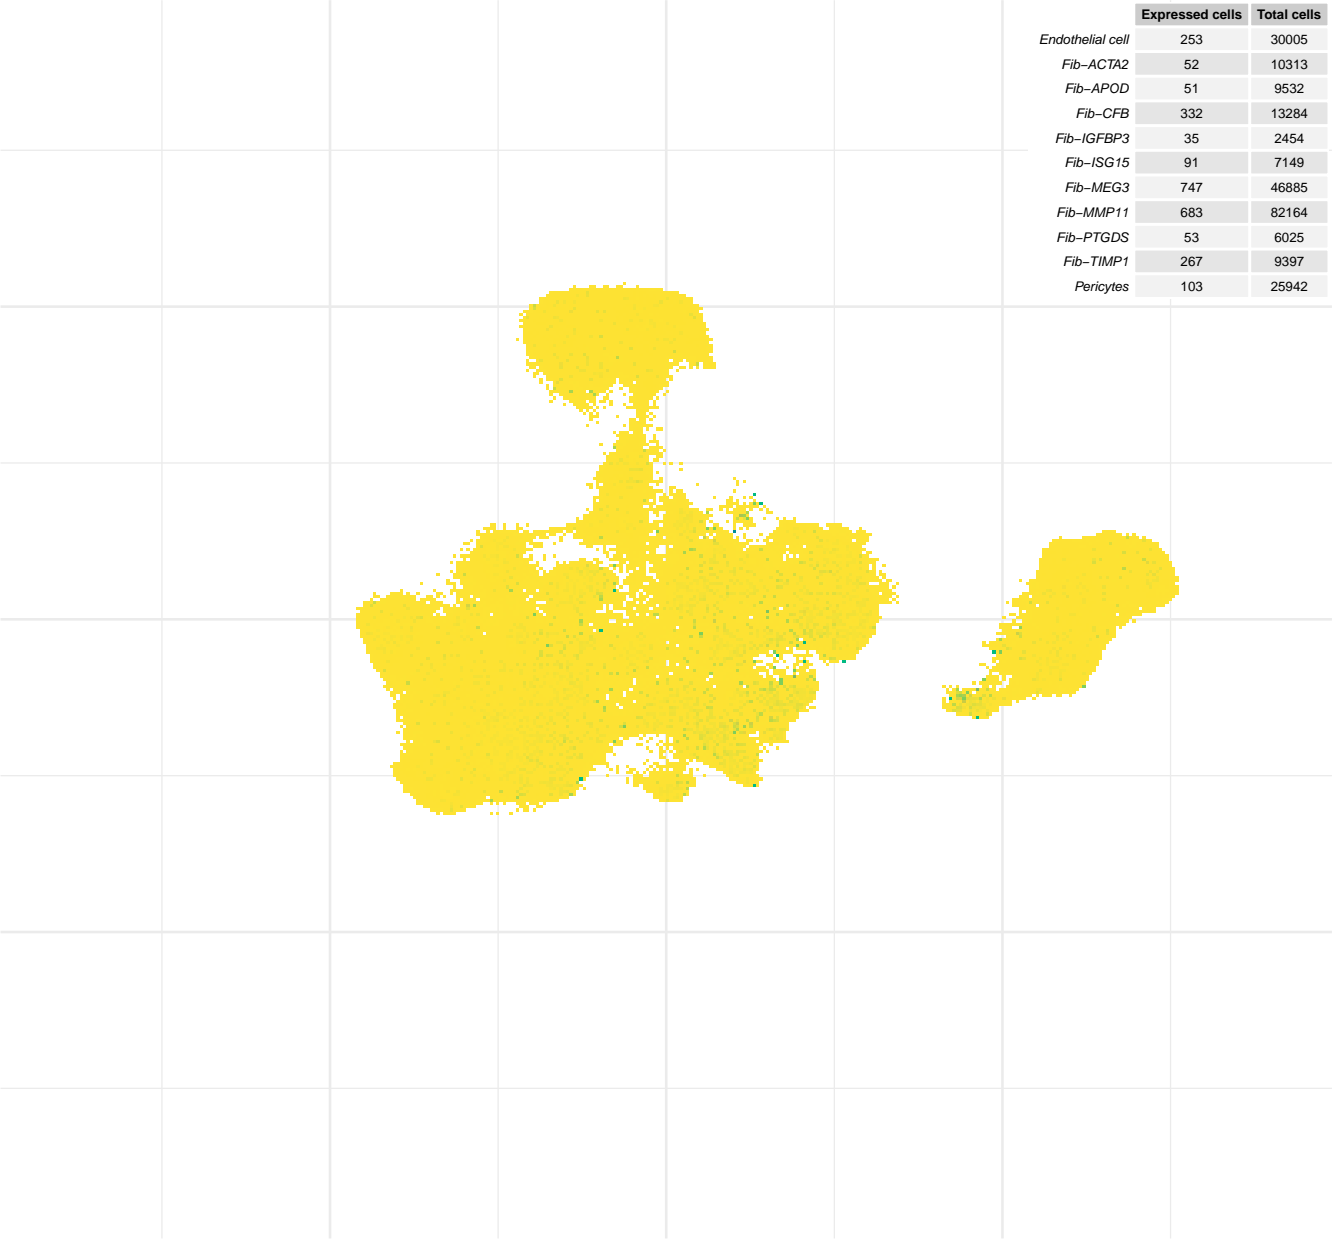 Expressed cells Total cells
Endothelial cell 253 30005
Fib−ACTA2 52 10313
Fib−APOD 51 9532
Fib−CFB 332 13284
Fib−IGFBP3 35 2454
Fib−ISG15 91 7149
Fib−MEG3 747 46885
Fib−MMP11 683 82164
Fib−PTGDS 53 6025
Fib−TIMP1 267 9397
Pericytes 103 25942